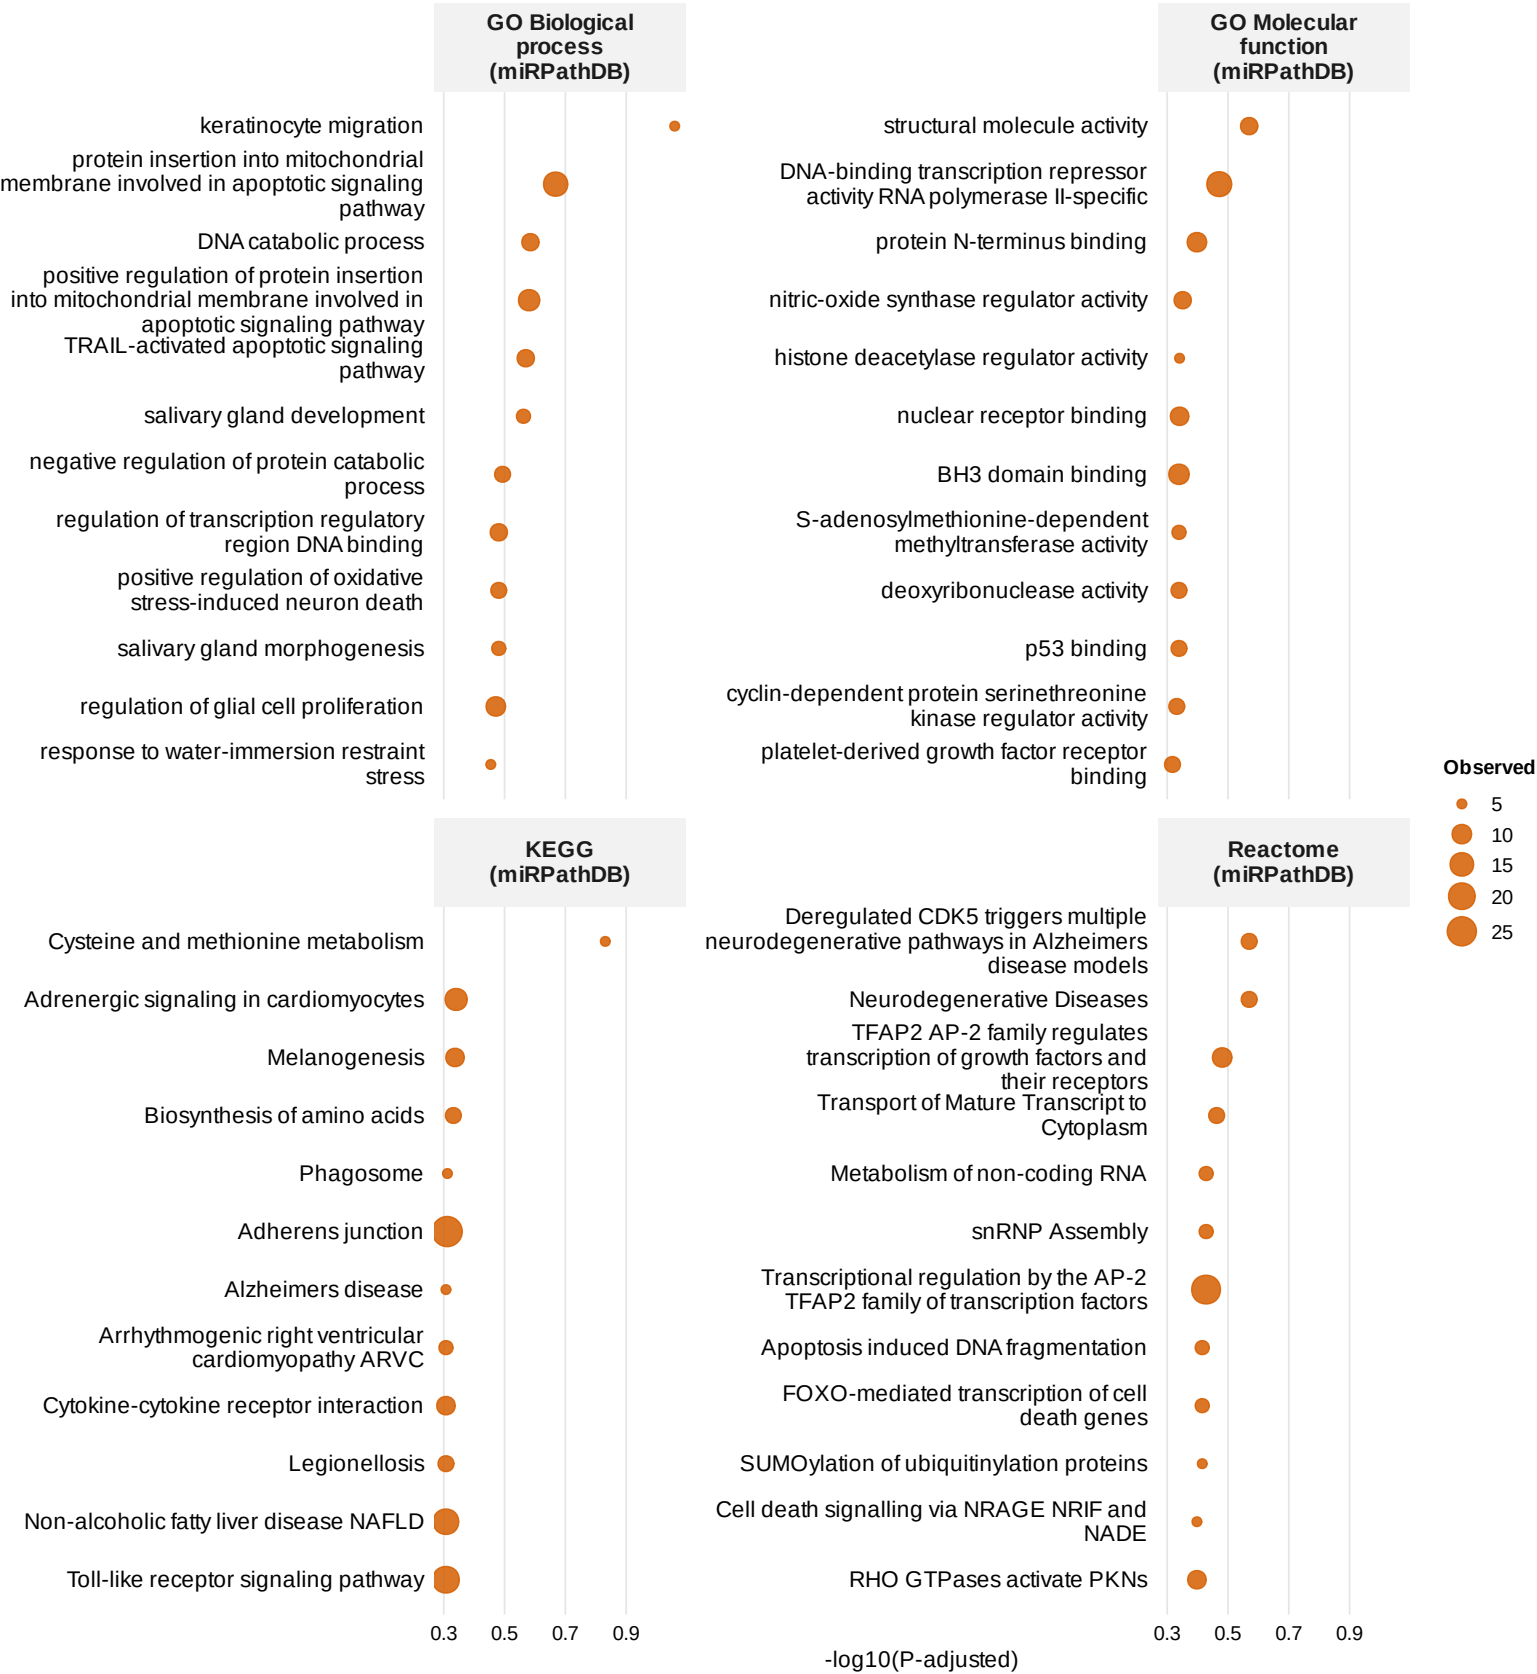 GO Biological
process
(miRPathDB)
keratinocyte migration
protein insertion into mitochondrial
membrane involved in apoptotic signaling
pathway
DNA catabolic process
positive regulation of protein insertion
into mitochondrial membrane involved in
apoptotic signaling pathway
TRAIL-activated apoptotic signaling
pathway
salivary gland development
negative regulation of protein catabolic
process
regulation of transcription regulatory
region DNA binding
positive regulation of oxidative
stress-induced neuron death
salivary gland morphogenesis
regulation of glial cell proliferation
response to water-immersion restraint
stress
GO Molecular
function
(miRPathDB)
structural molecule activity
DNA-binding transcription repressor
activity RNA polymerase II-specific
protein N-terminus binding
nitric-oxide synthase regulator activity
histone deacetylase regulator activity
nuclear receptor binding
BH3 domain binding
S-adenosylmethionine-dependent
methyltransferase activity
deoxyribonuclease activity
p53 binding
cyclin-dependent protein serinethreonine
kinase regulator activity
platelet-derived growth factor receptor
binding
KEGG
(miRPathDB)
Cysteine and methionine metabolism
Adrenergic signaling in cardiomyocytes
Melanogenesis
Biosynthesis of amino acids
Phagosome
Adherens junction
Alzheimers disease
Arrhythmogenic right ventricular
cardiomyopathy ARVC
Cytokine-cytokine receptor interaction
Legionellosis
Non-alcoholic fatty liver disease NAFLD
Toll-like receptor signaling pathway
0.3 0.5 0.7 0.9
Reactome
(miRPathDB)
Deregulated CDK5 triggers multiple
neurodegenerative pathways in Alzheimers
disease models
Neurodegenerative Diseases
TFAP2 AP-2 family regulates
transcription of growth factors and
their receptors
Transport of Mature Transcript to
Cytoplasm
Metabolism of non-coding RNA
snRNP Assembly
Transcriptional regulation by the AP-2
TFAP2 family of transcription factors
Apoptosis induced DNA fragmentation
FOXO-mediated transcription of cell
death genes
SUMOylation of ubiquitinylation proteins
Cell death signalling via NRAGE NRIF and
NADE
RHO GTPases activate PKNs
0.3 0.5 0.7 0.9
-log10(P-adjusted)
Observed
5
10
15
20
25